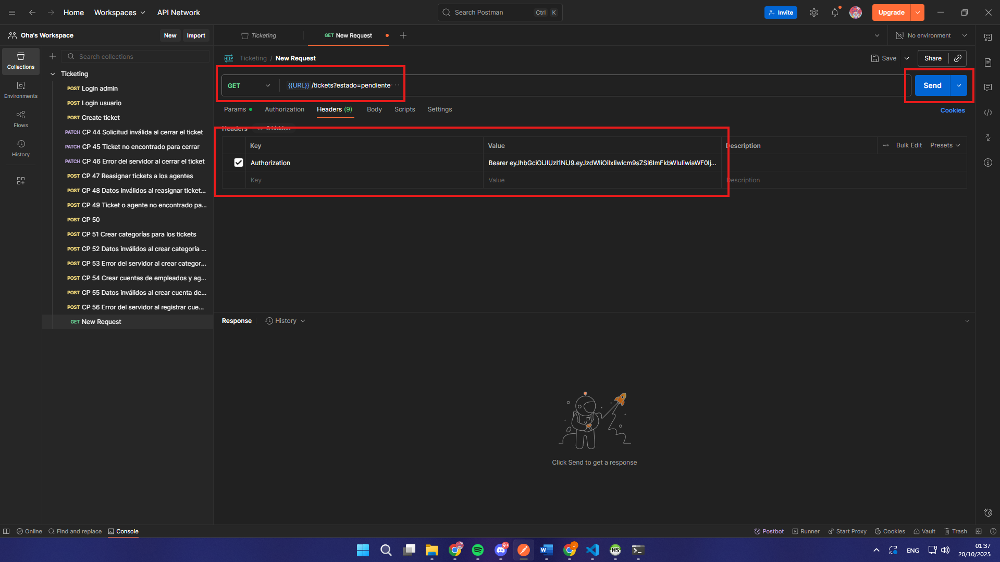 Home Workspaces API Network Search Postman Ctrl K Invite Upgrade
Oha's Workspace New Import Ticketing GET New Request No environment
Collections
Environments
Flows
History
Search collections
Ticketing
POST Login admin
POST Login usuario
POST Create ticket
PATCH CP 44 Solicitud inválida al cerrar el ticket
PATCH CP 45 Ticket no encontrado para cerrar
PATCH CP 46 Error del servidor al cerrar el ticket
POST CP 47 Reasignar tickets a los agentes
POST CP 48 Datos inválidos al reasignar ticket...
POST CP 49 Ticket o agente no encontrado pa...
POST CP 50
POST CP 51 Crear categorías para los tickets
POST CP 52 Datos inválidos al crear categoría ...
POST CP 53 Error del servidor al crear categor...
POST CP 54 Crear cuentas de empleados y ag...
POST CP 55 Datos inválidos al crear cuenta de...
POST CP 56 Error del servidor al registrar cue...
GET New Request
HTTP Ticketing / New Request Save Share
GET {{URL}} /tickets?estado=pendiente Send
Params Authorization Headers (9) Body Scripts Settings Cookies
Headers 8 hidden
Key Value Description Bulk Edit Presets
Authorization Bearer eyJhbGciOiJIUzI1NiJ9.eyJzdWIiOiIxIiwicm9sZSI6ImFkbWluIiwiaWF0Ij...
Key Value Description
Response History
Click Send to get a response
Online Find and replace Console Postbot Runner Start Proxy Cookies Vault Trash
9+ J HS ENG 01:37
20/10/2025